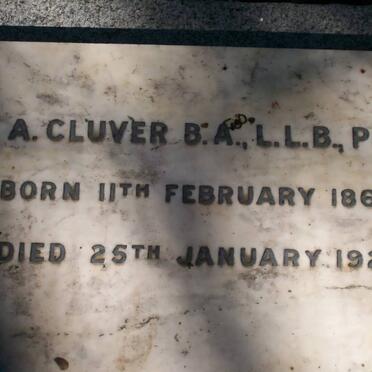 A. CLUVER B.A., L.L.B., P
BORN 11TH FEBRUARY 186
DIED 25TH JANUARY 192